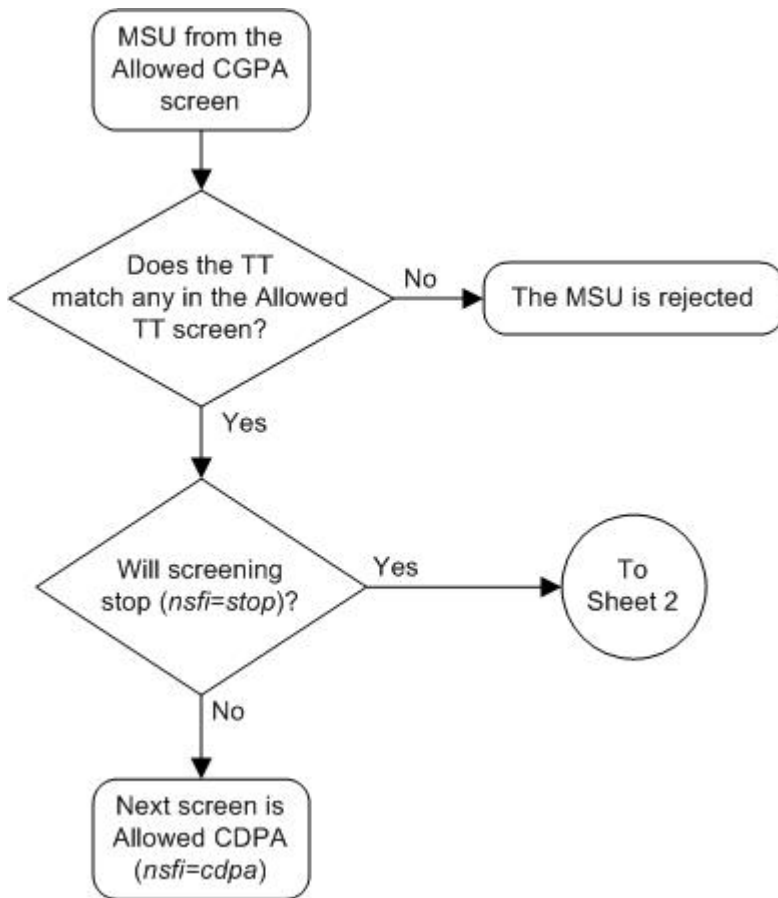 MSU from the
Allowed CGPA
screen
Does the TT
match any in the Allowed
TT screen?
No
The MSU is rejected
Yes
Will screening
stop (nsfi=stop)?
Yes
To
Sheet 2
No
Next screen is
Allowed CDPA
(nsfi=cdpa)